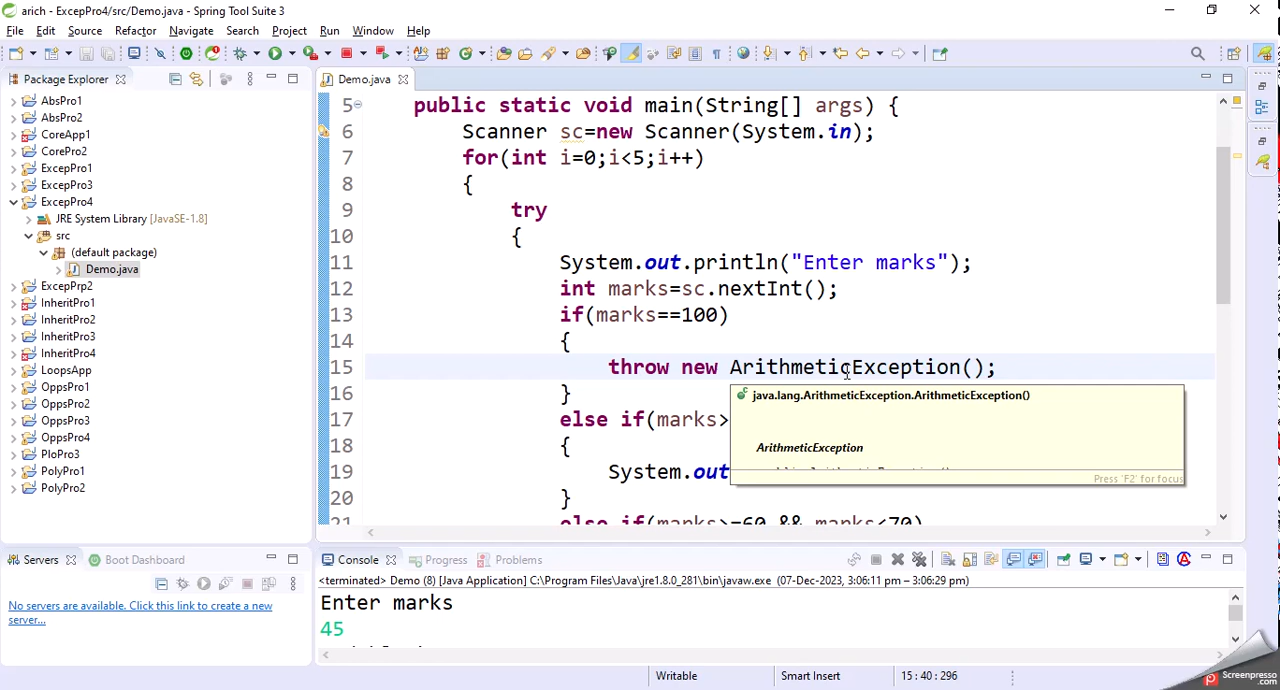 arich - ExcepPro4/src/Demo.java - Spring Tool Suite 3
File Edit Source Refactor Navigate Search Project Run Window Help
Package Explorer
AbsPro1
AbsPro2
CoreApp1
CorePro2
ExcepPro1
ExcepPro3
ExcepPro4
JRE System Library [JavaSE-1.8]
src
(default package)
Demo.java
ExcepPrp2
InheritPro1
InheritPro2
InheritPro3
InheritPro4
LoopsApp
OppsPro1
OppsPro2
OppsPro3
OppsPro4
PloPro3
PolyPro1
PolyPro2
Demo.java
5 public static void main(String[] args) {
6 Scanner sc=new Scanner(System.in);
7 for(int i=0;i<5;i++)
8 {
9 try
10 {
11 System.out.println("Enter marks");
12 int marks=sc.nextInt();
13 if(marks==100)
14 {
15 throw new ArithmeticException();
16 }
17 else if(marks>
18 {
19 System.out
20 }
21 else if(marks>=60 && marks<70)
java.lang.ArithmeticException.ArithmeticException()
ArithmeticException
Press 'F2' for focus
Servers Boot Dashboard
No servers are available. Click this link to create a new
server...
Console Progress Problems
<terminated> Demo (8) [Java Application] C:\Program Files\Java\jre1.8.0_281\bin\javaw.exe (07-Dec-2023, 3:06:11 pm – 3:06:29 pm)
Enter marks
45
Writable Smart Insert 15 : 40 : 296
Screenpresso
.com